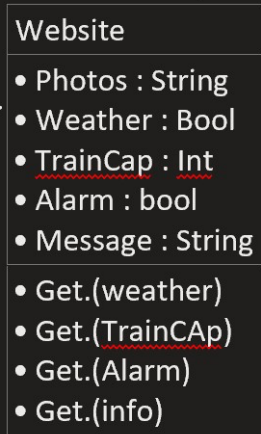 Website
• Photos : String
• Weather : Bool
• TrainCap : Int
• Alarm : bool
• Message : String
• Get.(weather)
• Get.(TrainCAp)
• Get.(Alarm)
• Get.(info)